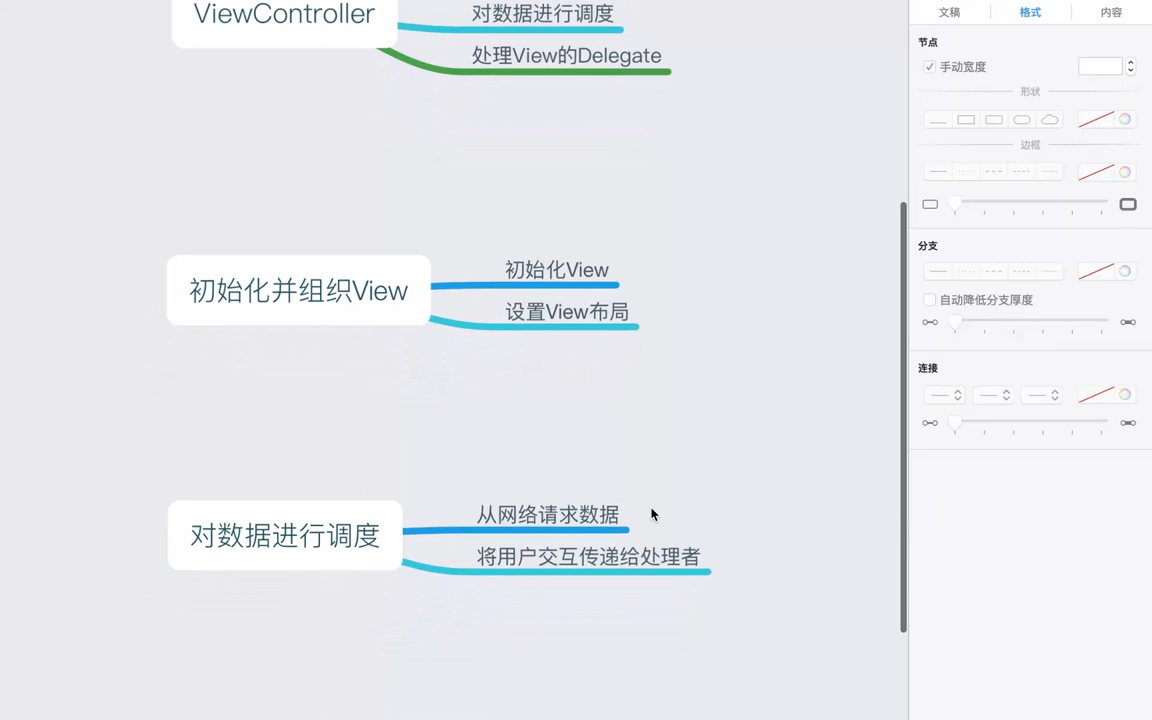 ViewController
对数据进行调度
处理View的Delegate
初始化并组织View
初始化View
设置View布局
对数据进行调度
从网络请求数据
将用户交互传递给处理者
文稿
格式
内容
节点
手动宽度
形状
边框
分支
自动降低分支厚度
连接